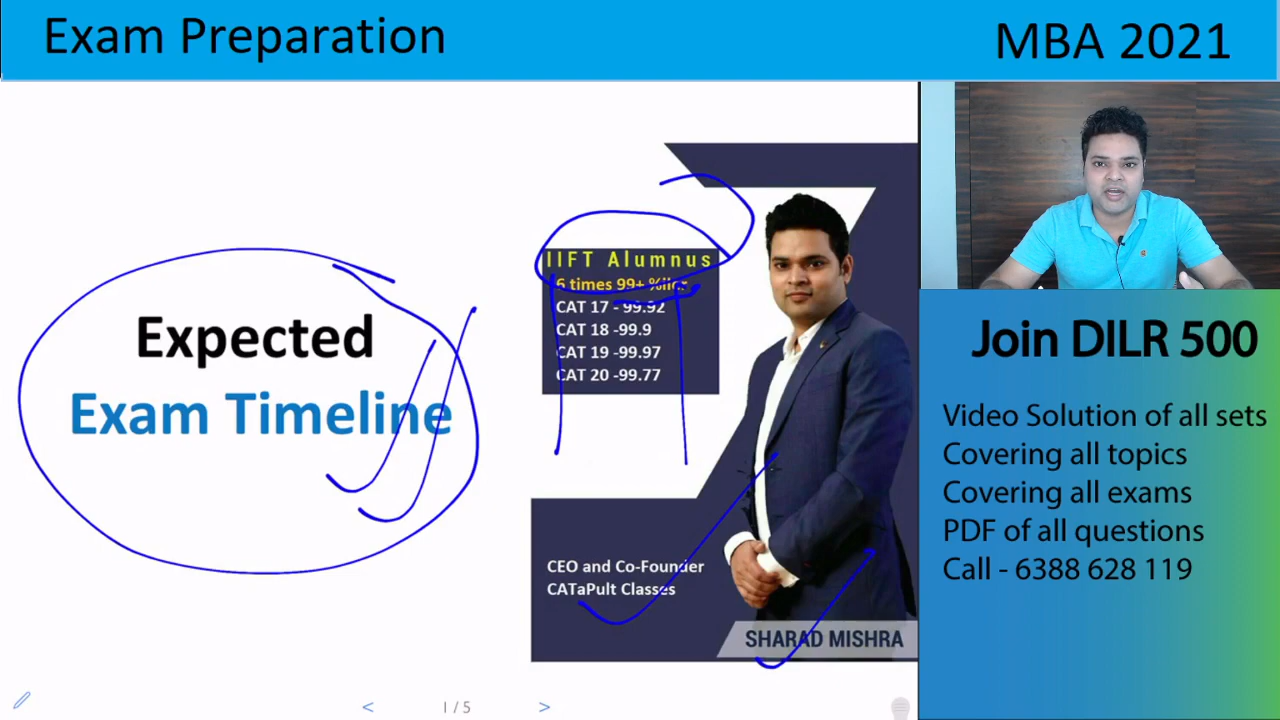 Exam Preparation
MBA 2021
Expected
Exam Timeline
IIFT Alumnus
6 times 99+ %iler
CAT 17 - 99.92
CAT 18 -99.9
CAT 19 -99.97
CAT 20 -99.77
CEO and Co-Founder
CATaPult Classes
SHARAD MISHRA
Join DILR 500
Video Solution of all sets
Covering all topics
Covering all exams
PDF of all questions
Call - 6388 628 119
< 1 / 5 >